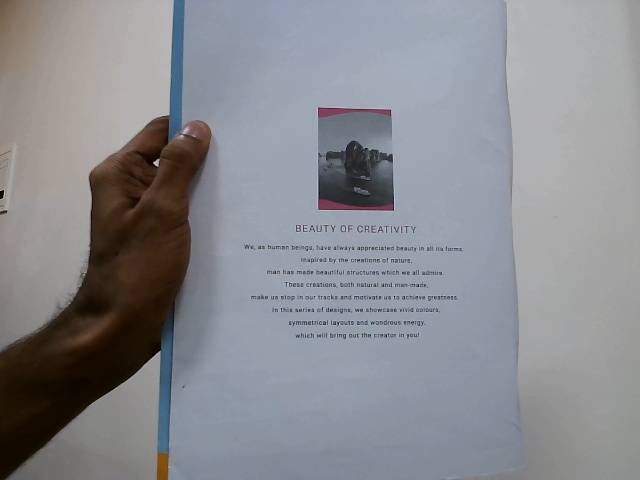 BEAUTY OF CREATIVITY
We, as human beings, have always appreciated beauty in all its forms.
Inspired by the creations of nature,
man has made beautiful structures which we all admire.
These creations, both natural and man-made,
make us stop in our tracks and motivate us to achieve greatness.
In this series of designs, we showcase vivid colours,
symmetrical layouts and wondrous energy,
which will bring out the creator in you!